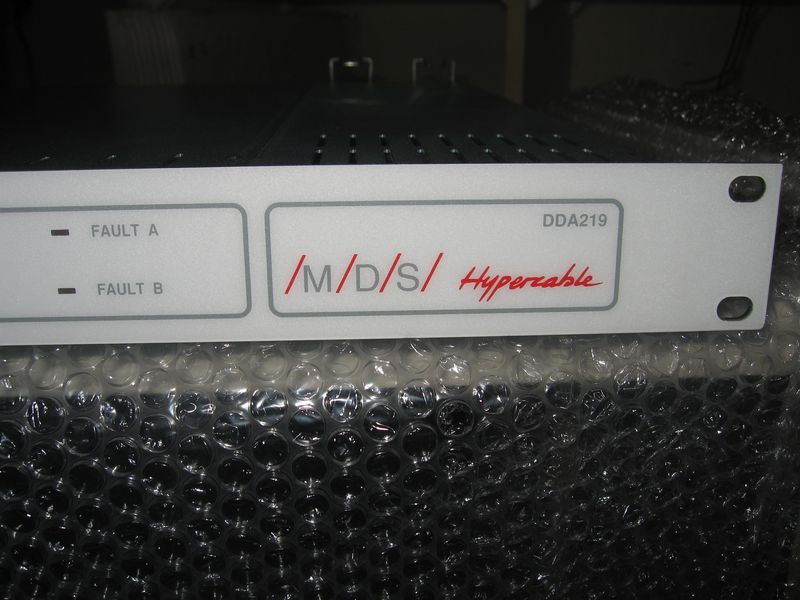 FAULT A
FAULT B
DDA219
/M/D/S/ Hypercable